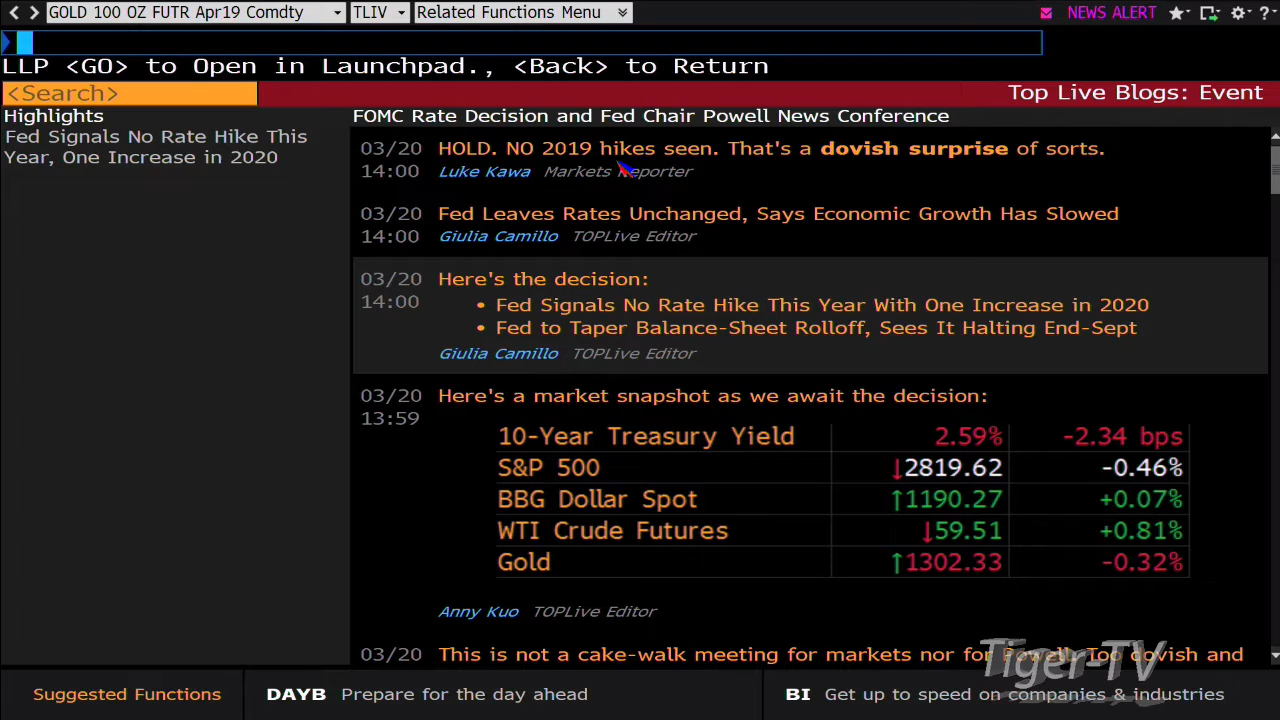 GOLD 100 OZ FUTR Apr19 Comdty TLIV Related Functions Menu NEWS ALERT
LLP <GO> to Open in Launchpad., <Back> to Return
<Search> Top Live Blogs: Event
Highlights
Fed Signals No Rate Hike This
Year, One Increase in 2020
FOMC Rate Decision and Fed Chair Powell News Conference
03/20 HOLD. NO 2019 hikes seen. That's a dovish surprise of sorts.
14:00 Luke Kawa Markets Reporter
03/20 Fed Leaves Rates Unchanged, Says Economic Growth Has Slowed
14:00 Giulia Camillo TOPLive Editor
03/20 Here's the decision:
14:00 • Fed Signals No Rate Hike This Year With One Increase in 2020
• Fed to Taper Balance-Sheet Rolloff, Sees It Halting End-Sept
Giulia Camillo TOPLive Editor
03/20 Here's a market snapshot as we await the decision:
13:59
10-Year Treasury Yield 2.59% -2.34 bps
S&P 500 ↓2819.62 -0.46%
BBG Dollar Spot ↑1190.27 +0.07%
WTI Crude Futures ↓59.51 +0.81%
Gold ↑1302.33 -0.32%
Anny Kuo TOPLive Editor
03/20 This is not a cake-walk meeting for markets nor for Powell. Too dovish and
Tiger-TV
Suggested Functions DAYB Prepare for the day ahead BI Get up to speed on companies & industries